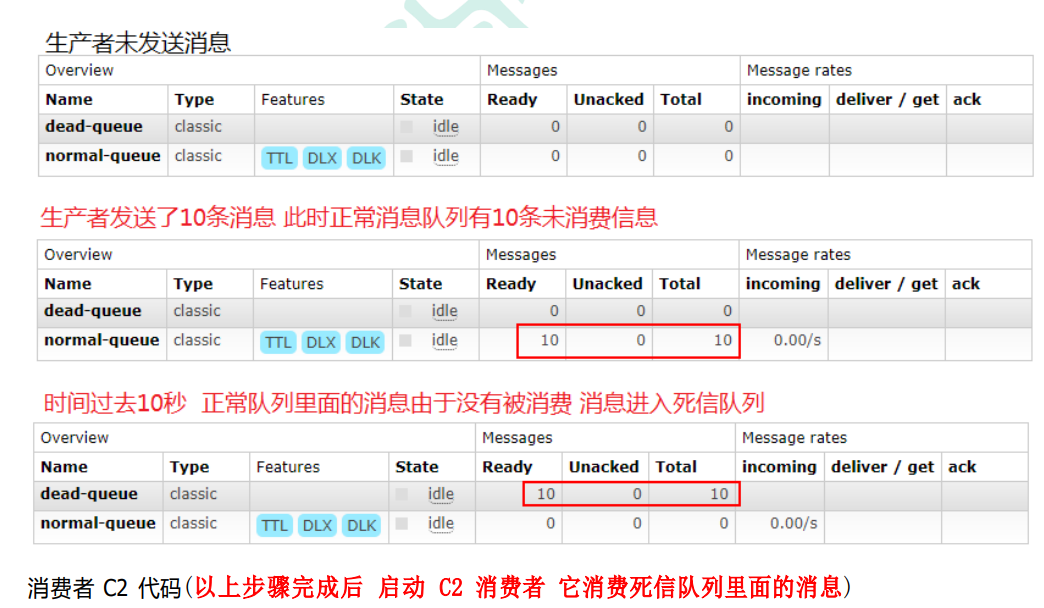 生产者未发送消息
Overview Messages Message rates
Name Type Features State Ready Unacked Total incoming deliver / get ack
dead-queue classic idle 0 0 0
normal-queue classic TTL DLX DLK idle 0 0 0
生产者发送了10条消息 此时正常消息队列有10条未消费信息
Overview Messages Message rates
Name Type Features State Ready Unacked Total incoming deliver / get ack
dead-queue classic idle 0 0 0
normal-queue classic TTL DLX DLK idle 10 0 10 0.00/s
时间过去10秒 正常队列里面的消息由于没有被消费 消息进入死信队列
Overview Messages Message rates
Name Type Features State Ready Unacked Total incoming deliver / get ack
dead-queue classic idle 10 0 10
normal-queue classic TTL DLX DLK idle 0 0 0 0.00/s
消费者 C2 代码(以上步骤完成后 启动 C2 消费者 它消费死信队列里面的消息)